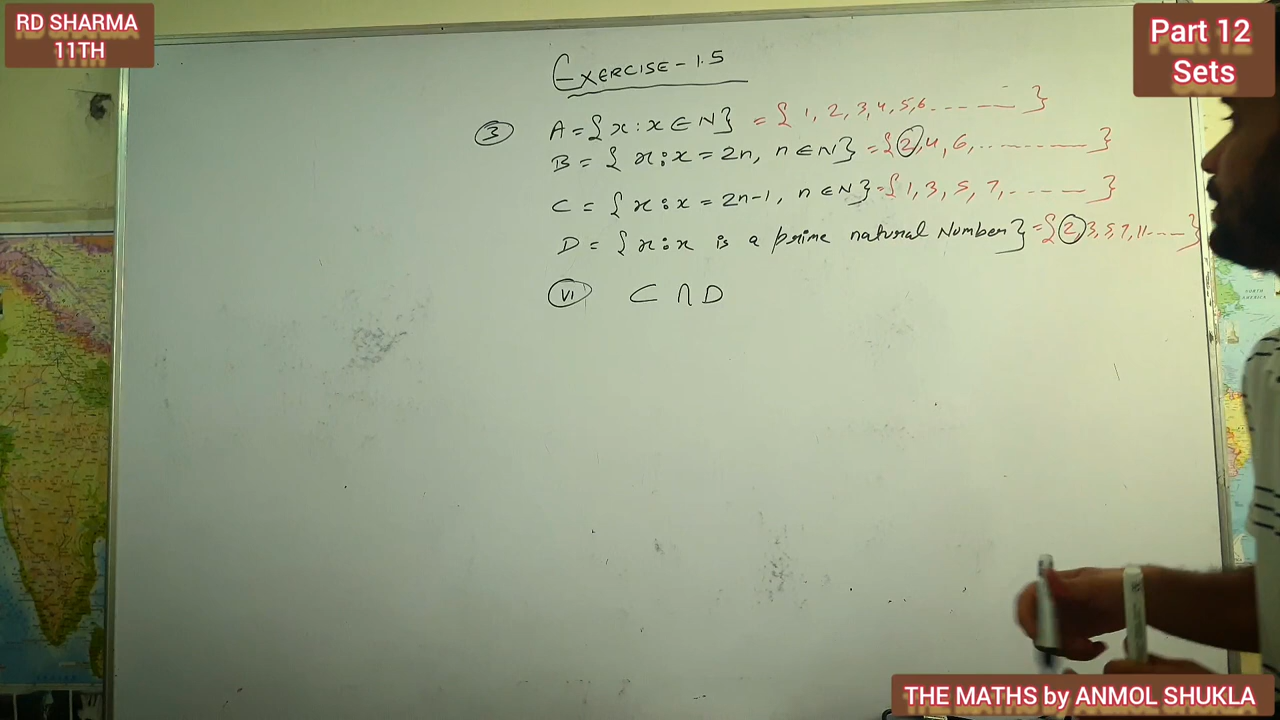 RD SHARMA
11TH
Part 12
Sets
EXERCISE - 1.5
③ A = {x : x ∈ N} = {1, 2, 3, 4, 5, 6, ........}
B = {x : x = 2n, n ∈ N} = {2, 4, 6, ........}
C = {x : x = 2n-1, n ∈ N} = {1, 3, 5, 7, ........}
D = {x : x is a prime natural Number} = {2, 3, 5, 7, 11 .....}
(vi) C ∩ D
THE MATHS by ANMOL SHUKLA